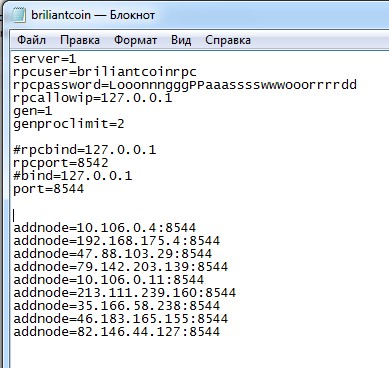 briliantcoin — Блокнот
Файл Правка Формат Вид Справка
server=1
rpcuser=briliantcoinrpc
rpcpassword=LooonnngggPPaaasssswwwooorrrrdd
rpcallowip=127.0.0.1
gen=1
genproclimit=2
#rpcbind=127.0.0.1
rpcport=8542
#bind=127.0.0.1
port=8544
addnode=10.106.0.4:8544
addnode=192.168.175.4:8544
addnode=47.88.103.29:8544
addnode=79.142.203.139:8544
addnode=10.106.0.11:8544
addnode=213.111.239.160:8544
addnode=35.166.58.238:8544
addnode=46.183.165.155:8544
addnode=82.146.44.127:8544